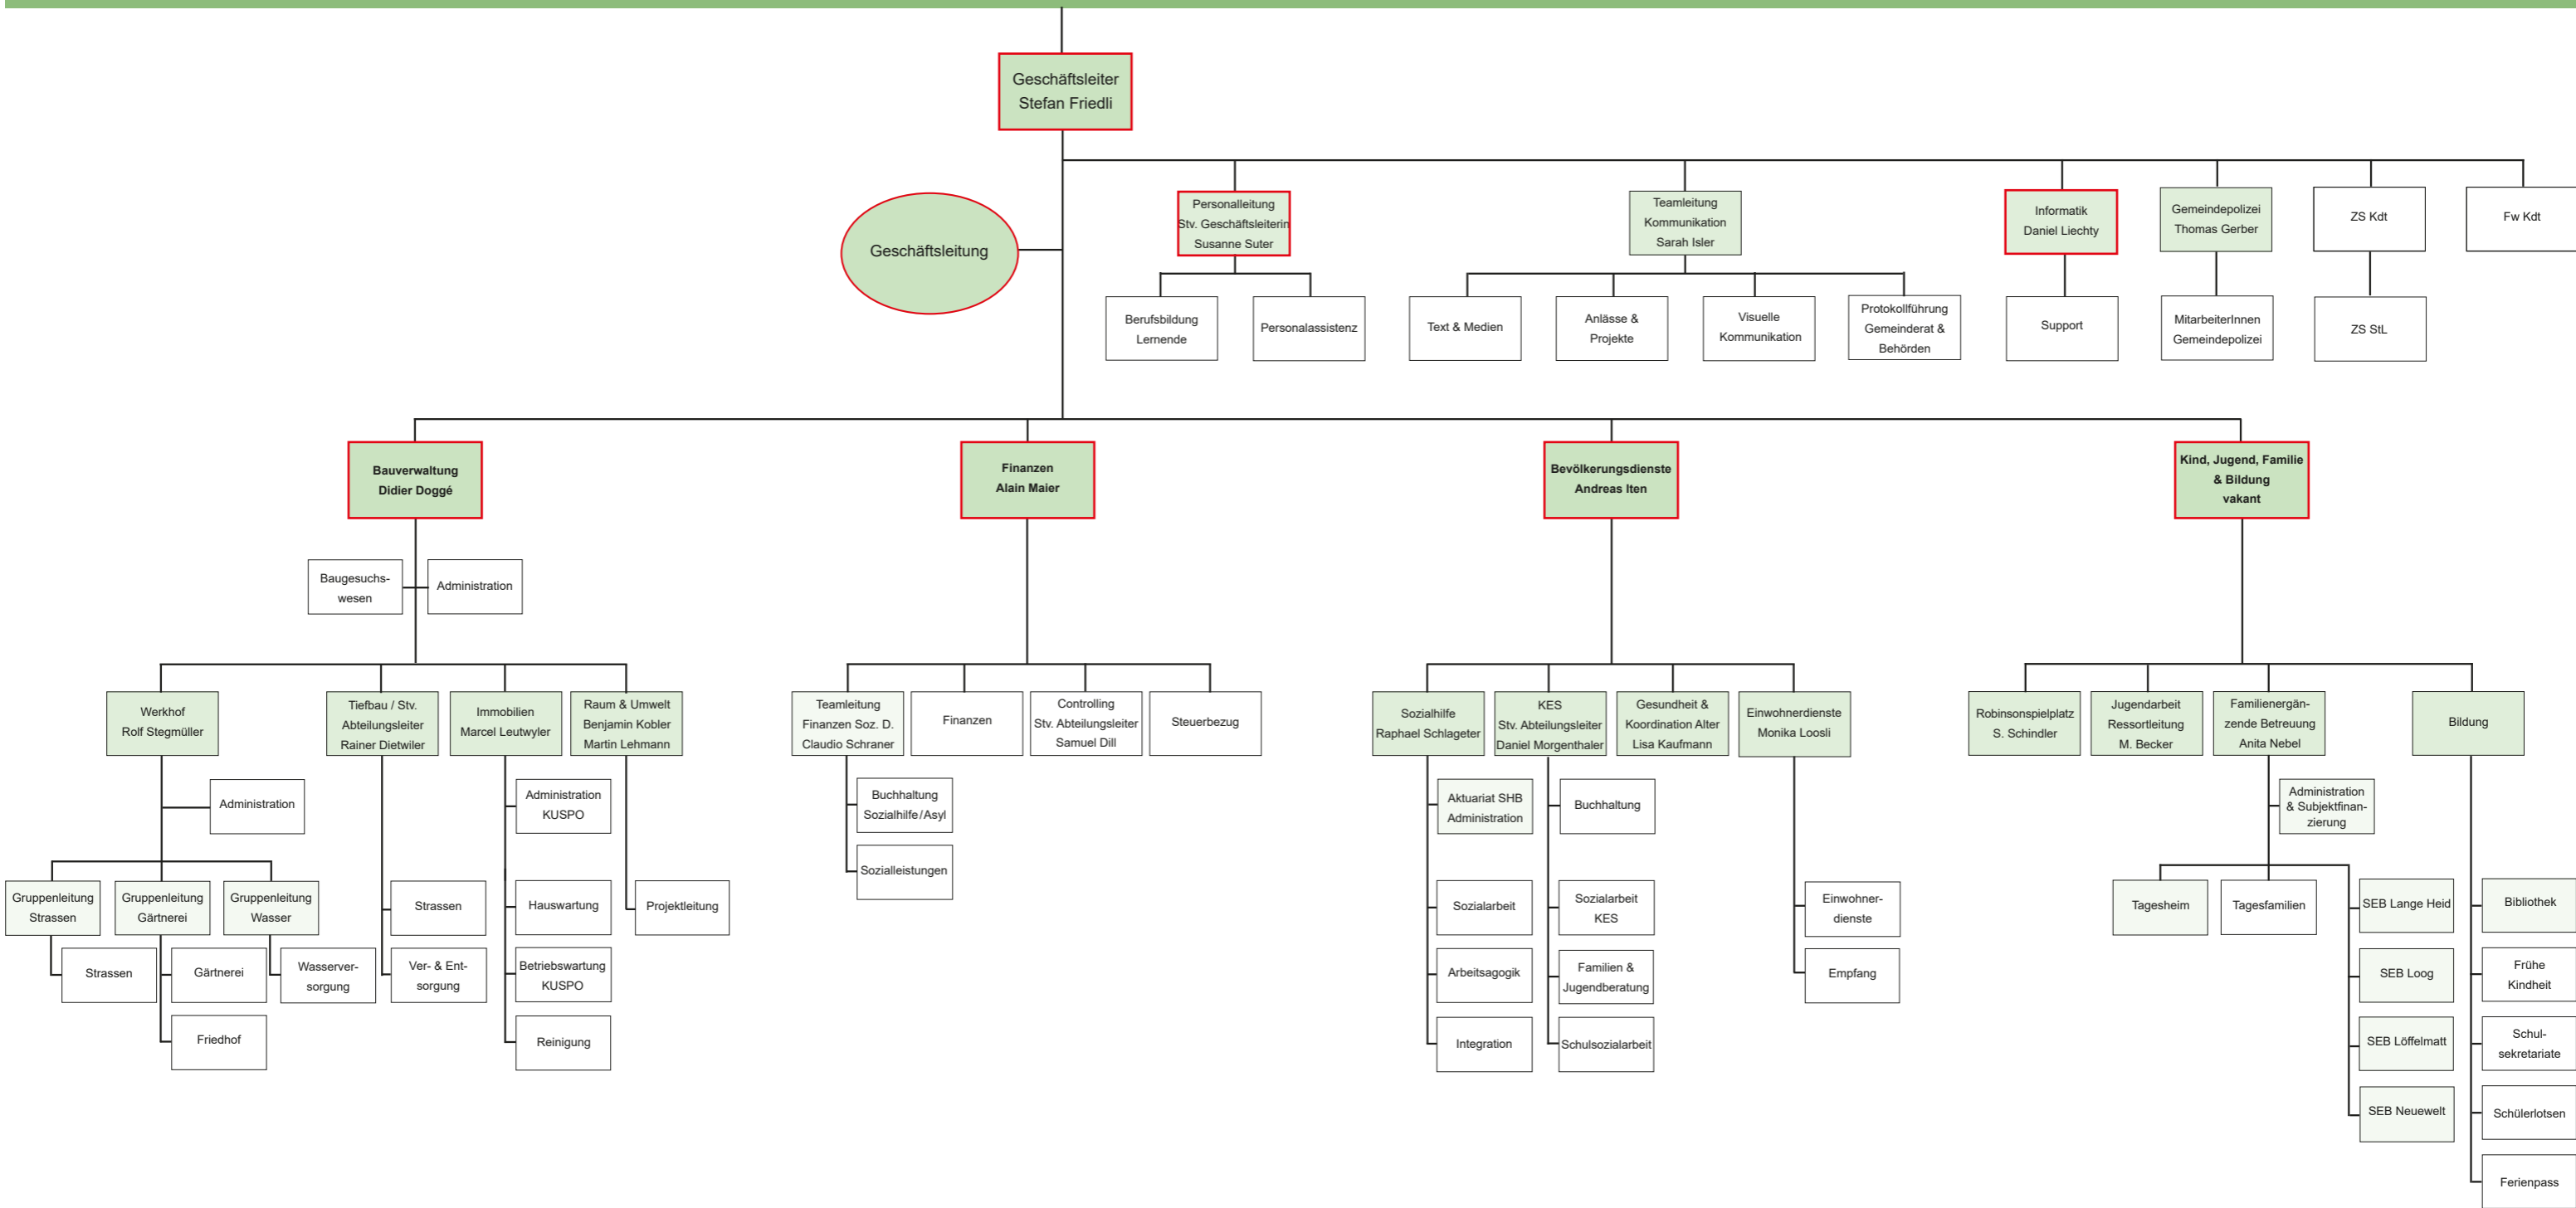 Geschäftsleiter
Stefan Friedli
Geschäftsleitung
Personalleitung
Stv. Geschäftsleiterin
Susanne Suter
Teamleitung
Kommunikation
Sarah Isler
Informatik
Daniel Liechty
Gemeindepolizei
Thomas Gerber
ZS Kdt
Fw Kdt
Berufsbildung
Lernende
Personalassistenz
Text & Medien
Anlässe &
Projekte
Visuelle
Kommunikation
Protokollführung
Gemeinderat &
Behörden
Support
MitarbeiterInnen
Gemeindepolizei
ZS StL
Bauverwaltung
Didier Doggé
Finanzen
Alain Maier
Bevölkerungsdienste
Andreas Iten
Kind, Jugend, Familie
& Bildung
vakant
Baugesuchs-
wesen
Administration
Werkhof
Rolf Stegmüller
Tiefbau / Stv.
Abteilungsleiter
Rainer Dietwiler
Immobilien
Marcel Leutwyler
Raum & Umwelt
Benjamin Kobler
Martin Lehmann
Teamleitung
Finanzen Soz. D.
Claudio Schraner
Finanzen
Controlling
Stv. Abteilungsleiter
Samuel Dill
Steuerbezug
Sozialhilfe
Raphael Schlageter
KES
Stv. Abteilungsleiter
Daniel Morgenthaler
Gesundheit &
Koordination Alter
Lisa Kaufmann
Einwohnerdienste
Monika Loosli
Robinsonspielplatz
S. Schindler
Jugendarbeit
Ressortleitung
M. Becker
Familienergän-
zende Betreuung
Anita Nebel
Bildung
Administration
Administration
KUSPO
Buchhaltung
Sozialhilfe/Asyl
Sozialleistungen
Aktuariat SHB
Administration
Buchhaltung
Administration
& Subjektfinan-
zierung
Gruppenleitung
Strassen
Gruppenleitung
Gärtnerei
Gruppenleitung
Wasser
Strassen
Hauswartung
Projektleitung
Sozialarbeit
Sozialarbeit
KES
Einwohner-
dienste
Tagesheim
Tagesfamilien
SEB Lange Heid
Bibliothek
Strassen
Gärtnerei
Wasserver-
sorgung
Ver- & Ent-
sorgung
Betriebswartung
KUSPO
Arbeitsagogik
Familien &
Jugendberatung
Empfang
SEB Loog
Frühe
Kindheit
Friedhof
Reinigung
Integration
Schulsozialarbeit
SEB Löffelmatt
Schul-
sekretariate
SEB Neuewelt
Schülerlotsen
Ferienpass